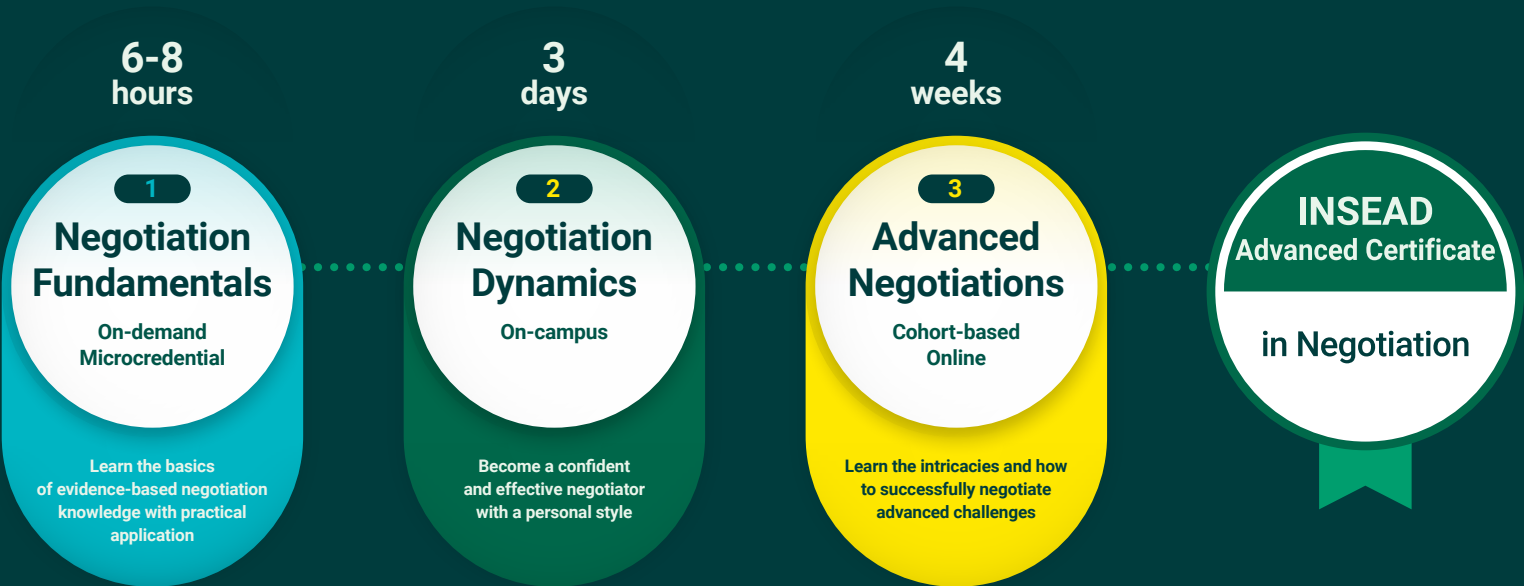 6-8
hours
1
Negotiation
Fundamentals
On-demand
Microcredential
Learn the basics
of evidence-based negotiation
knowledge with practical
application
3
days
2
Negotiation
Dynamics
On-campus
Become a confident
and effective negotiator
with a personal style
4
weeks
3
Advanced
Negotiations
Cohort-based
Online
Learn the intricacies and how
to successfully negotiate
advanced challenges
INSEAD
Advanced Certificate
in Negotiation